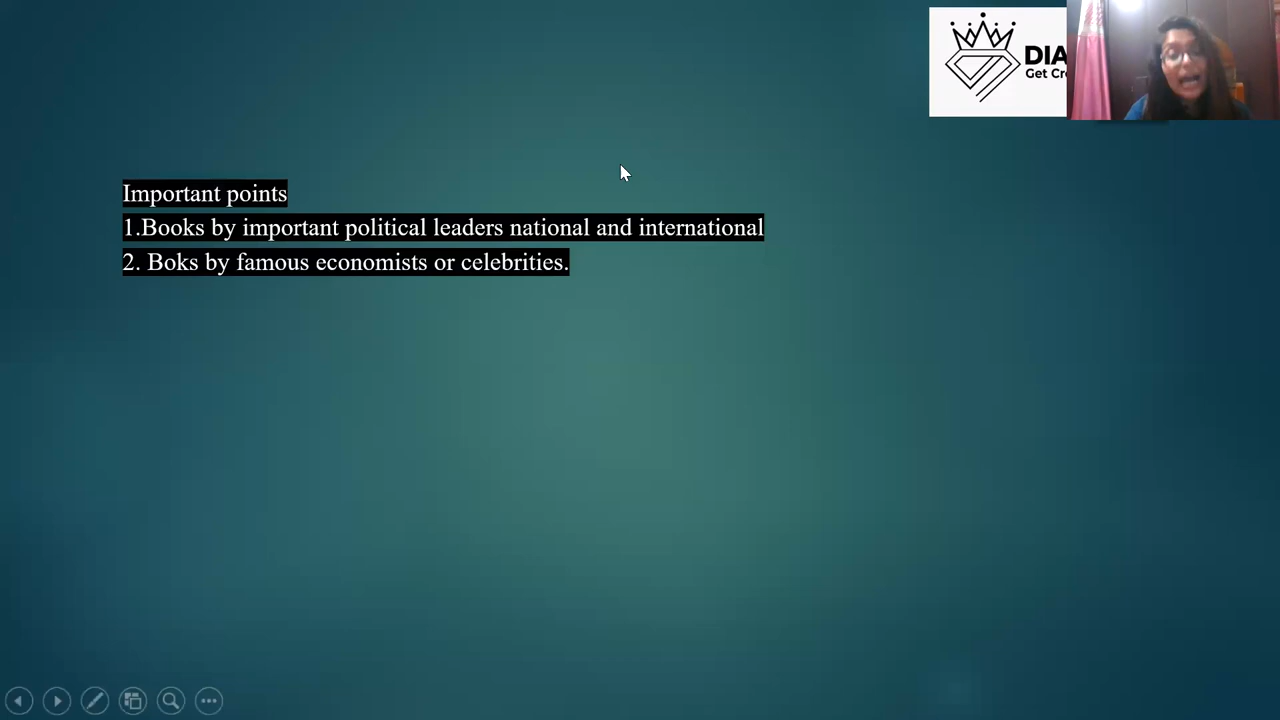 DIA
Get Cr
Important points
1.Books by important political leaders national and international
2. Boks by famous economists or celebrities.